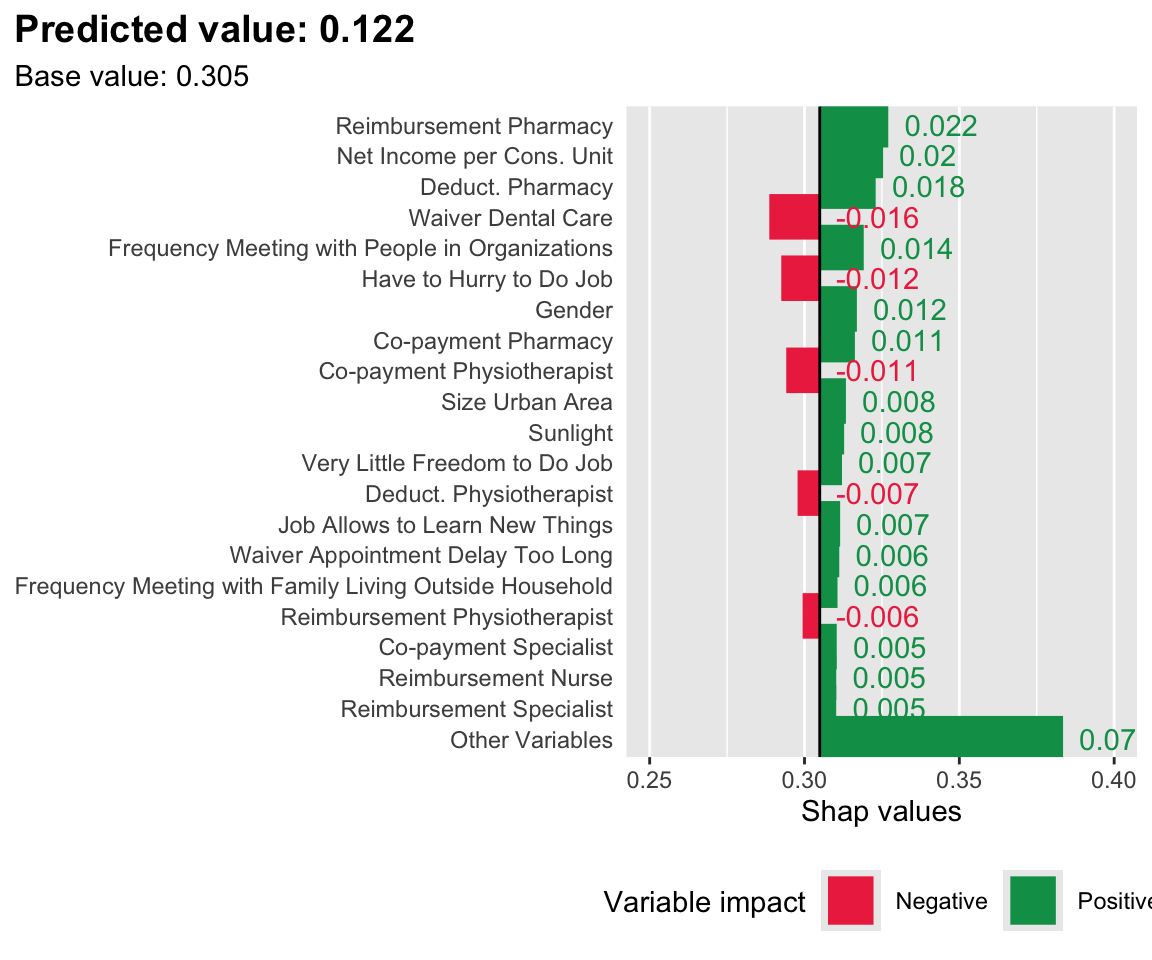 Predicted value: 0.122
Base value: 0.305
Reimbursement Pharmacy 0.022
Net Income per Cons. Unit 0.02
Deduct. Pharmacy 0.018
Waiver Dental Care -0.016
Frequency Meeting with People in Organizations 0.014
Have to Hurry to Do Job -0.012
Gender 0.012
Co-payment Pharmacy 0.011
Co-payment Physiotherapist -0.011
Size Urban Area 0.008
Sunlight 0.008
Very Little Freedom to Do Job 0.007
Deduct. Physiotherapist -0.007
Job Allows to Learn New Things 0.007
Waiver Appointment Delay Too Long 0.006
Frequency Meeting with Family Living Outside Household 0.006
Reimbursement Physiotherapist -0.006
Co-payment Specialist 0.005
Reimbursement Nurse 0.005
Reimbursement Specialist 0.005
Other Variables 0.07
0.25 0.30 0.35 0.40
Shap values
Variable impact Negative Positive